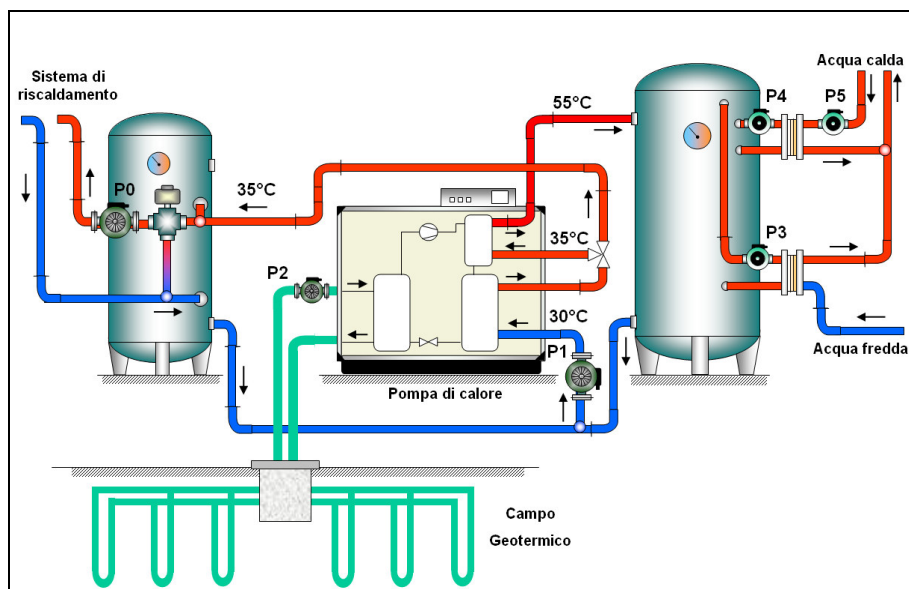 Sistema di
riscaldamento
Acqua calda
55°C
P4
P5
P0
35°C
35°C
P3
P2
30°C
P1
Acqua fredda
Pompa di calore
Campo
Geotermico